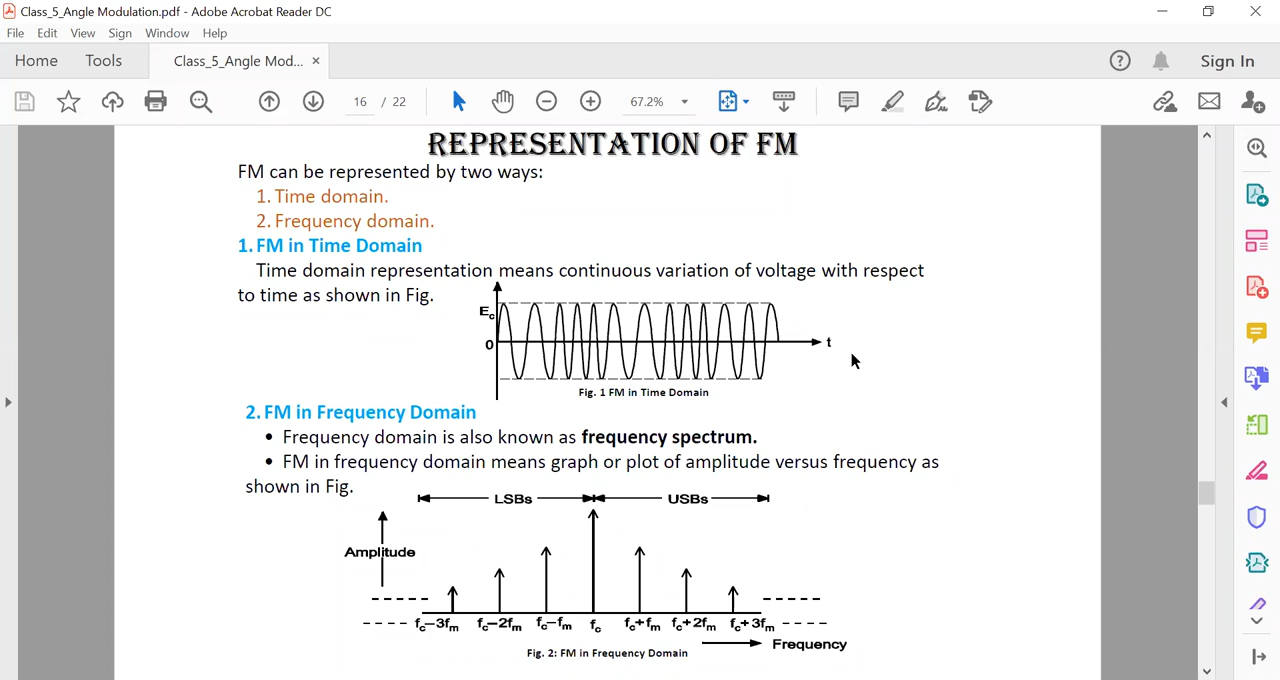 Class_5_Angle Modulation.pdf - Adobe Acrobat Reader DC
File Edit View Sign Window Help
Home Tools Class_5_Angle Mod... × Sign In
16 / 22 67.2%
REPRESENTATION OF FM
FM can be represented by two ways:
1. Time domain.
2. Frequency domain.
1. FM in Time Domain
Time domain representation means continuous variation of voltage with respect
to time as shown in Fig.
Ec
0
t
Fig. 1 FM in Time Domain
2. FM in Frequency Domain
• Frequency domain is also known as frequency spectrum.
• FM in frequency domain means graph or plot of amplitude versus frequency as
shown in Fig.
LSBs USBs
Amplitude
fc−3fm fc−2fm fc−fm fc fc+fm fc+2fm fc+3fm
Frequency
Fig. 2: FM in Frequency Domain